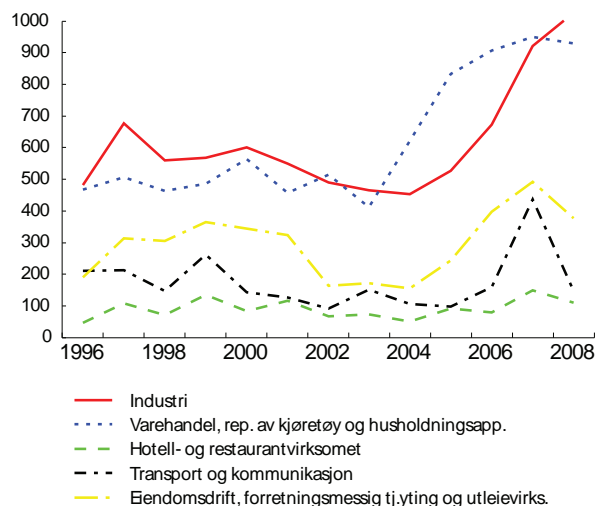 1000
900
800
700
600
500
400
300
200
100
0
1996 1998 2000 2002 2004 2006 2008
Industri
Varehandel, rep. av kjøretøy og husholdningsapp.
Hotell- og restaurantvirksomet
Transport og kommunikasjon
Eiendomsdrift, forretningsmessig tj.yting og utleievirks.